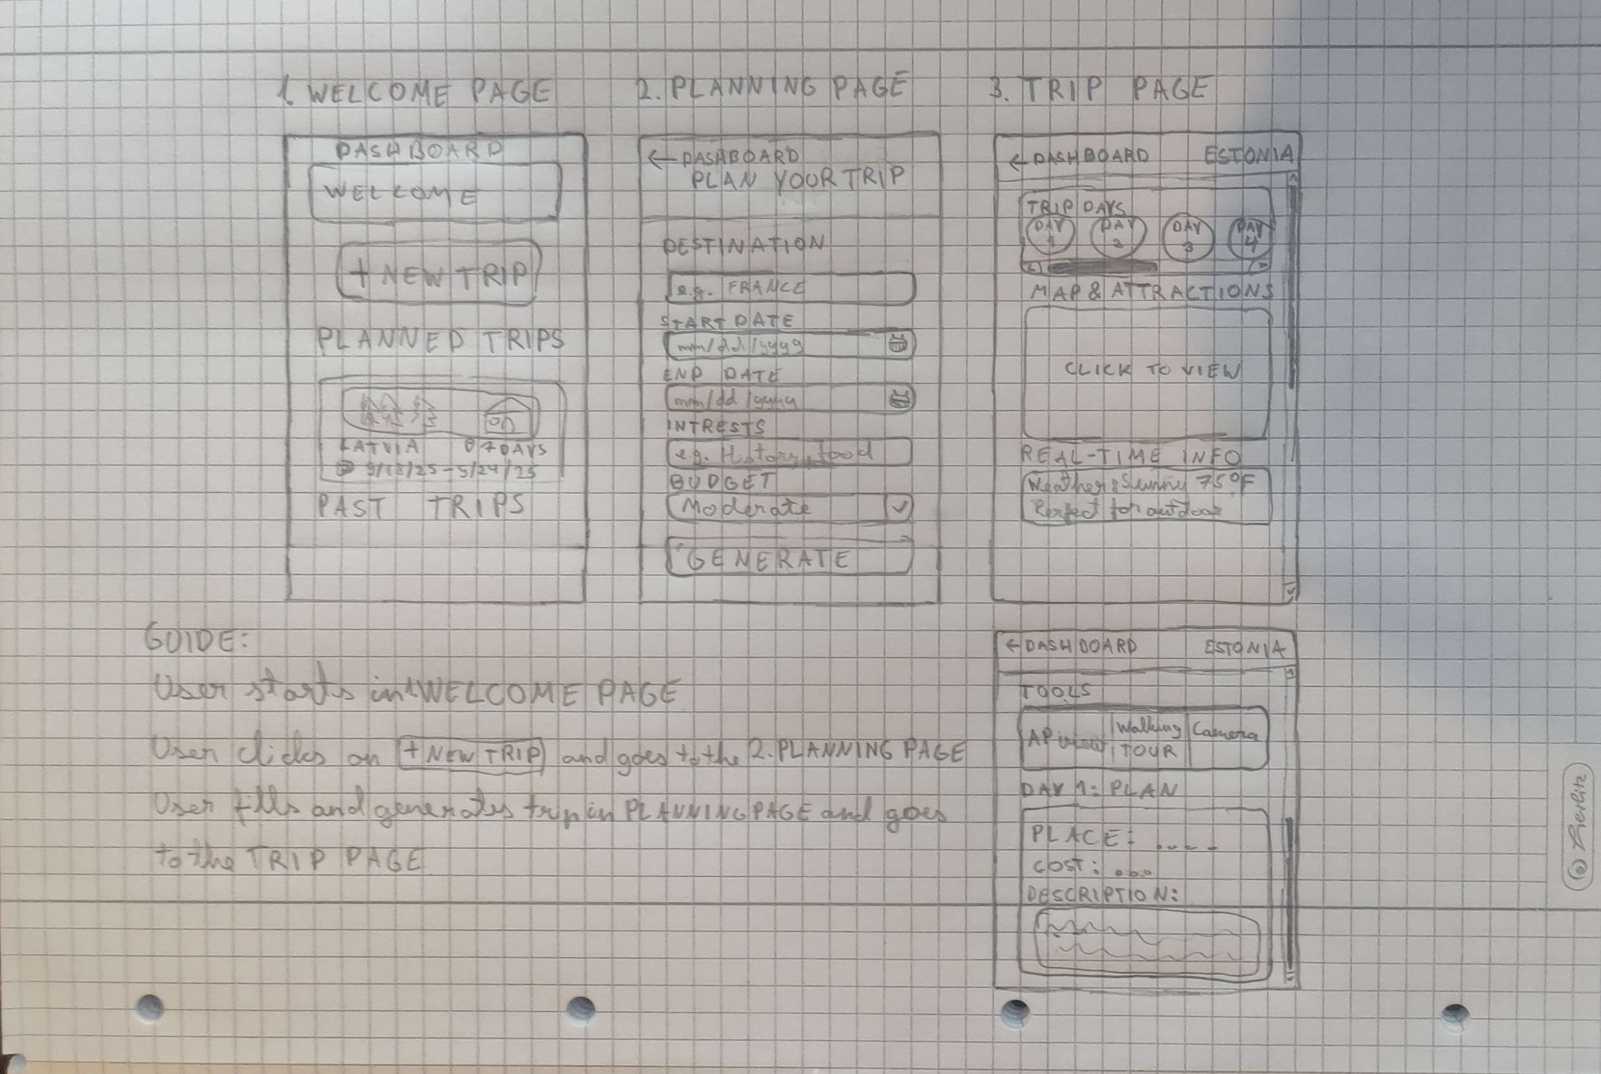 1. WELCOME PAGE
DASHBOARD
WELCOME
+ NEW TRIP
PLANNED TRIPS
LATVIA 07 DAYS
9/18/25-9/24/25
PAST TRIPS
2. PLANNING PAGE
← DASHBOARD
PLAN YOUR TRIP
DESTINATION
e.g. FRANCE
START DATE
mm/dd/yyyy
END DATE
mm/dd/yyyy
INTRESTS
e.g. History, food
BUDGET
Moderate
GENERATE
3. TRIP PAGE
← DASHBOARD ESTONIA
TRIP DAYS
DAY 1 DAY 2 DAY 3 DAY 4
MAP & ATTRACTIONS
CLICK TO VIEW
REAL-TIME INFO
Weather: Sunny 75°F
Perfect for outdoor
← DASHBOARD ESTONIA
TOOLS
view Walking TOUR Camera
DAY 1: PLAN
PLACE: ....
COST: ...
DESCRIPTION:
GUIDE:
User starts in 1 WELCOME PAGE
User clicks on + NEW TRIP and goes to the 2. PLANNING PAGE
User fills and generates trip in PLANNING PAGE and goes
to the TRIP PAGE